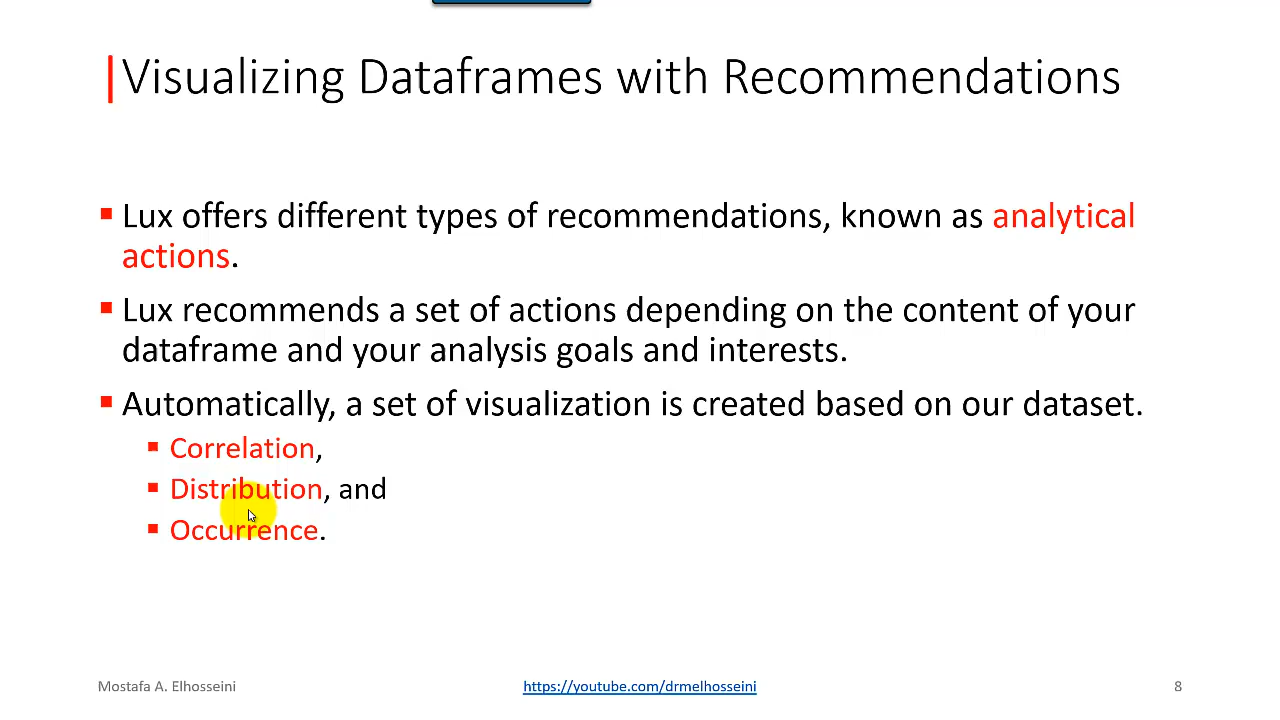 Visualizing Dataframes with Recommendations
Lux offers different types of recommendations, known as analytical
actions.
Lux recommends a set of actions depending on the content of your
dataframe and your analysis goals and interests.
Automatically, a set of visualization is created based on our dataset.
Correlation,
Distribution, and
Occurrence.
Mostafa A. Elhosseini
https://youtube.com/drmelhosseini
8